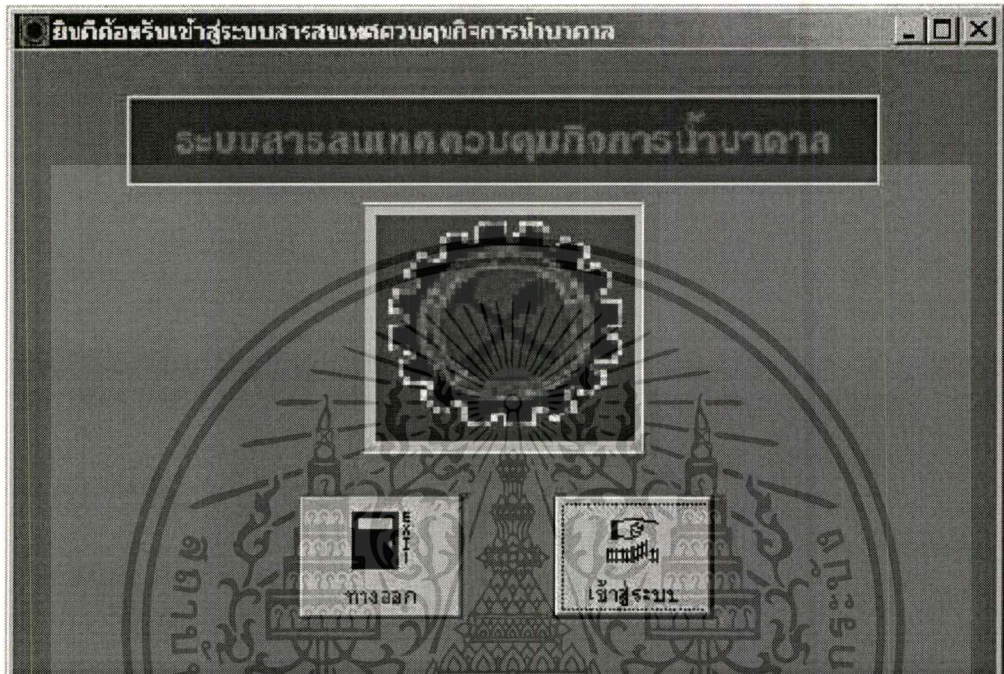 ยินดีต้อนรับเข้าสู่ระบบสารสนเทศควบคุมกิจการน้ำบาดาล
ระบบสารสนเทศควบคุมกิจการน้ำบาดาล
EXIT
ทางออก
เข้าสู่ระบบ